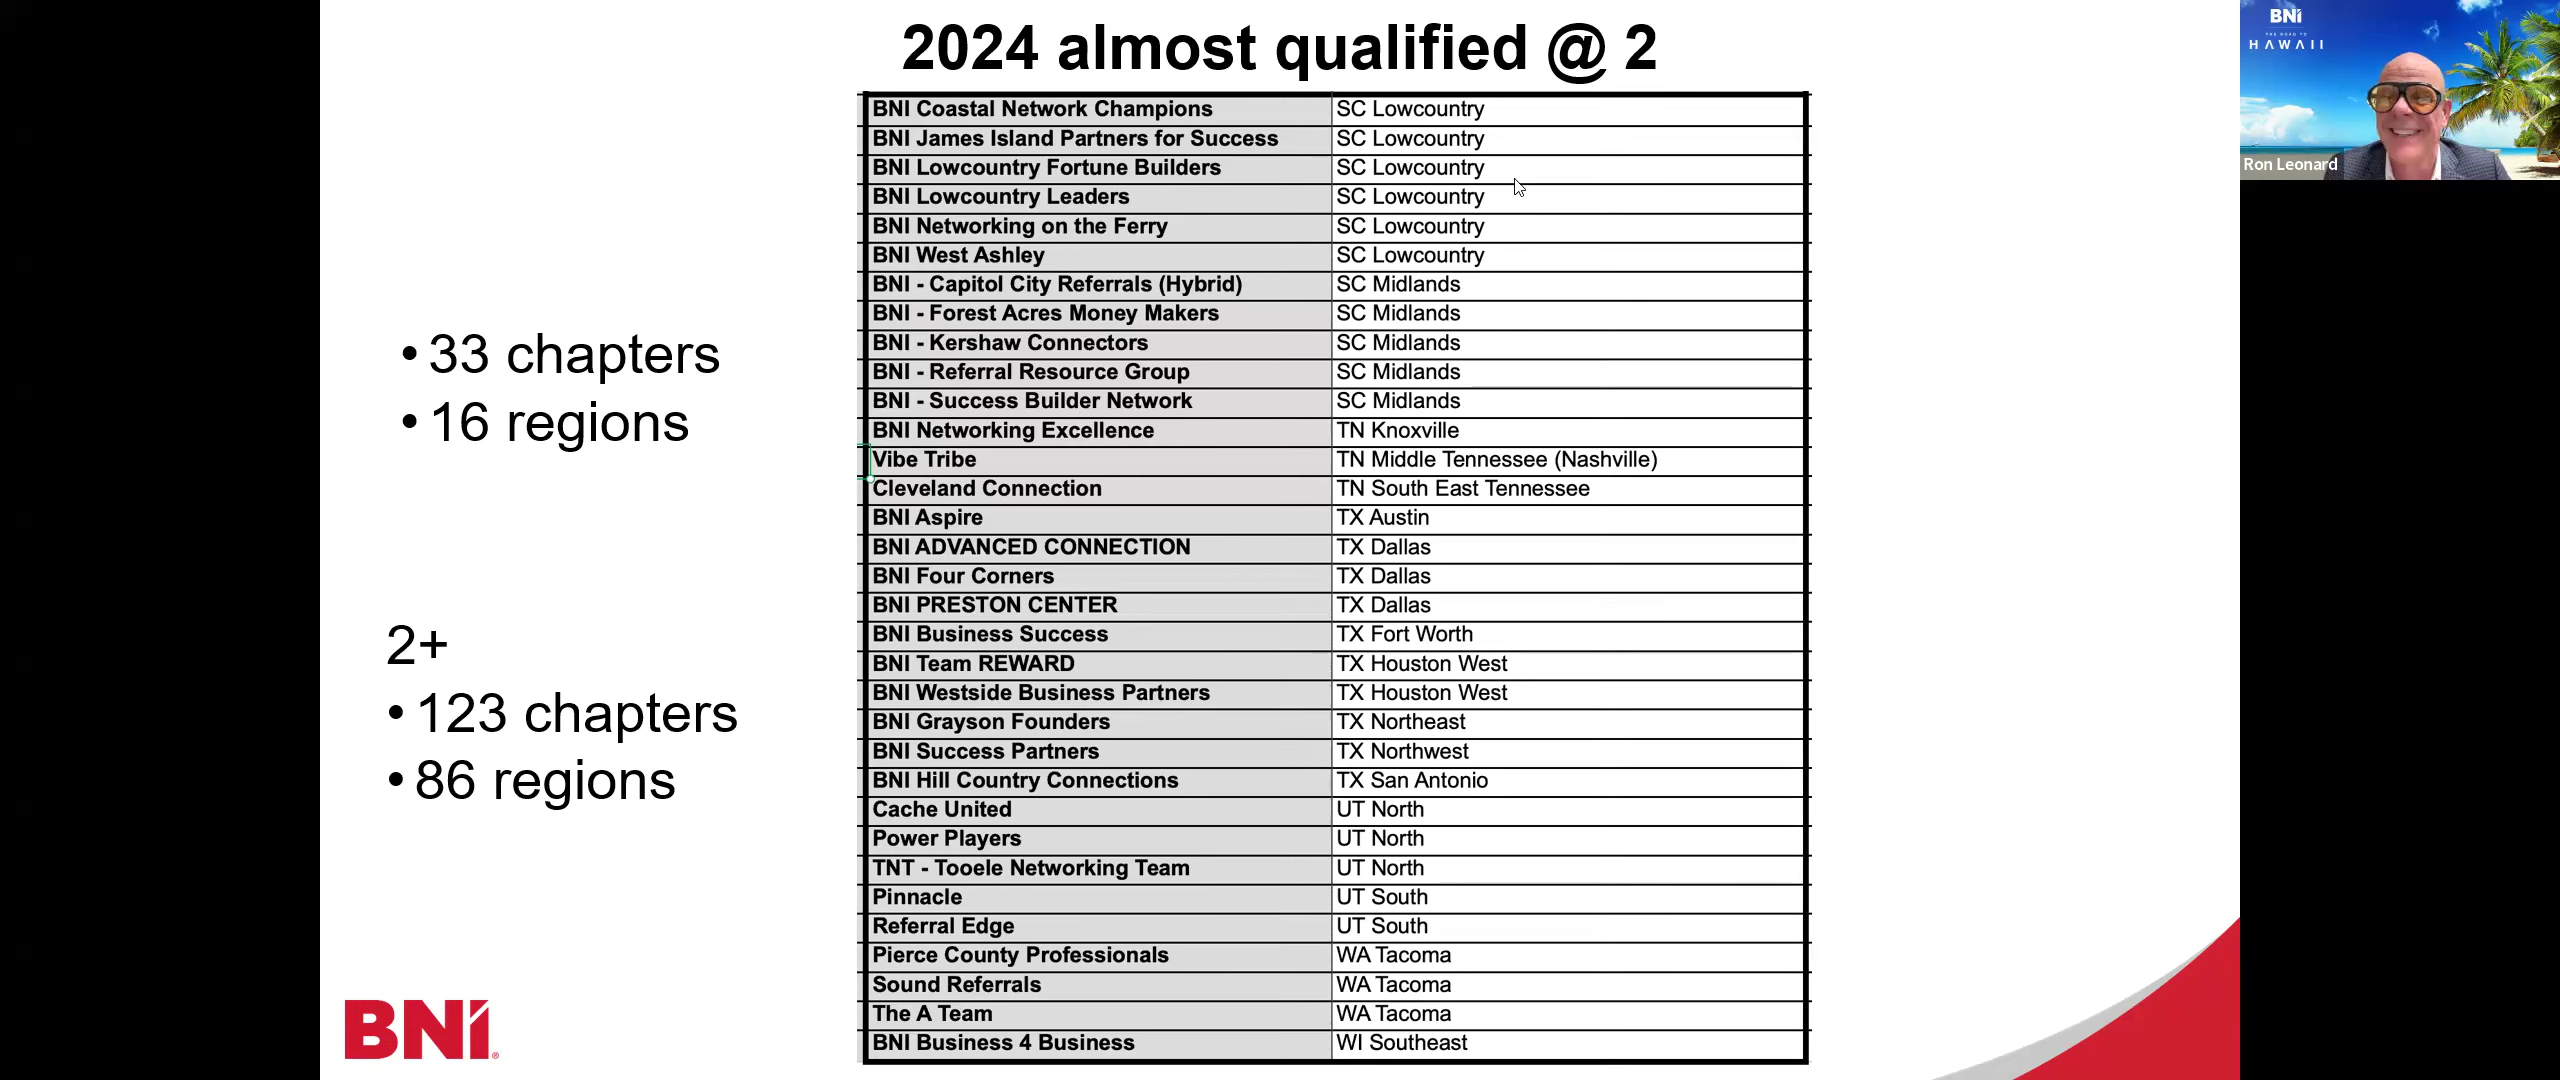 2024 almost qualified @ 2
• 33 chapters
• 16 regions
2+
• 123 chapters
• 86 regions
BNI Coastal Network Champions SC Lowcountry
BNI James Island Partners for Success SC Lowcountry
BNI Lowcountry Fortune Builders SC Lowcountry
BNI Lowcountry Leaders SC Lowcountry
BNI Networking on the Ferry SC Lowcountry
BNI West Ashley SC Lowcountry
BNI - Capitol City Referrals (Hybrid) SC Midlands
BNI - Forest Acres Money Makers SC Midlands
BNI - Kershaw Connectors SC Midlands
BNI - Referral Resource Group SC Midlands
BNI - Success Builder Network SC Midlands
BNI Networking Excellence TN Knoxville
Vibe Tribe TN Middle Tennessee (Nashville)
Cleveland Connection TN South East Tennessee
BNI Aspire TX Austin
BNI ADVANCED CONNECTION TX Dallas
BNI Four Corners TX Dallas
BNI PRESTON CENTER TX Dallas
BNI Business Success TX Fort Worth
BNI Team REWARD TX Houston West
BNI Westside Business Partners TX Houston West
BNI Grayson Founders TX Northeast
BNI Success Partners TX Northwest
BNI Hill Country Connections TX San Antonio
Cache United UT North
Power Players UT North
TNT - Tooele Networking Team UT North
Pinnacle UT South
Referral Edge UT South
Pierce County Professionals WA Tacoma
Sound Referrals WA Tacoma
The A Team WA Tacoma
BNI Business 4 Business WI Southeast
BNI®
BNI
THE ROAD TO
HAWAII
Ron Leonard